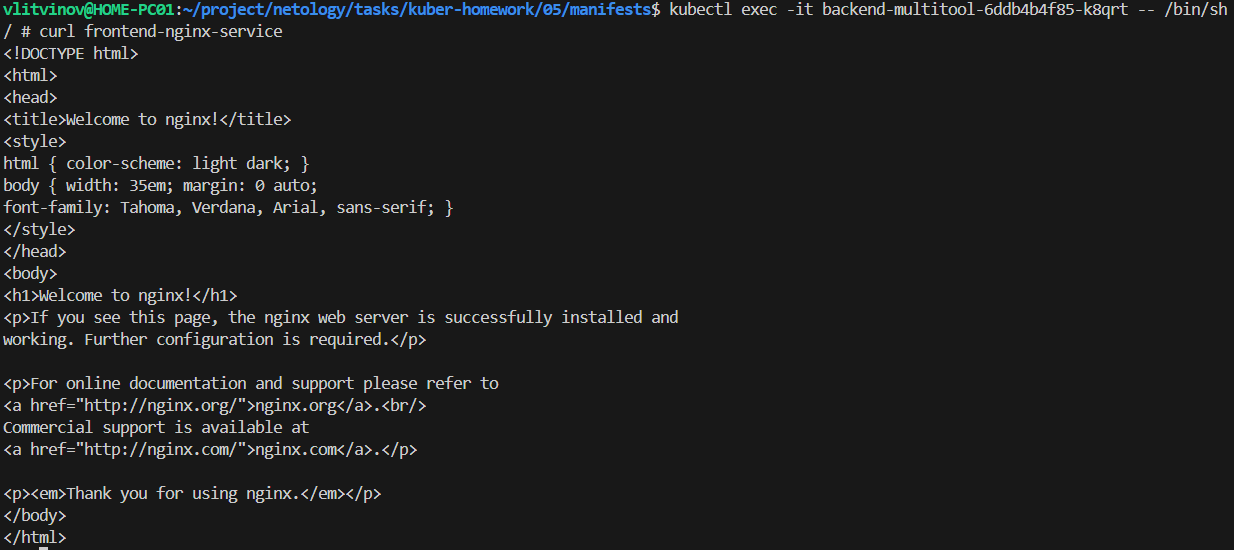 vlitvinov@HOME-PC01:~/project/netology/tasks/kuber-homework/05/manifests$ kubectl exec -it backend-multitool-6ddb4b4f85-k8qrt -- /bin/sh
/ # curl frontend-nginx-service
<!DOCTYPE html>
<html>
<head>
<title>Welcome to nginx!</title>
<style>
html { color-scheme: light dark; }
body { width: 35em; margin: 0 auto;
font-family: Tahoma, Verdana, Arial, sans-serif; }
</style>
</head>
<body>
<h1>Welcome to nginx!</h1>
<p>If you see this page, the nginx web server is successfully installed and
working. Further configuration is required.</p>

<p>For online documentation and support please refer to
<a href="http://nginx.org/">nginx.org</a>.<br/>
Commercial support is available at
<a href="http://nginx.com/">nginx.com</a>.</p>

<p><em>Thank you for using nginx.</em></p>
</body>
</html>